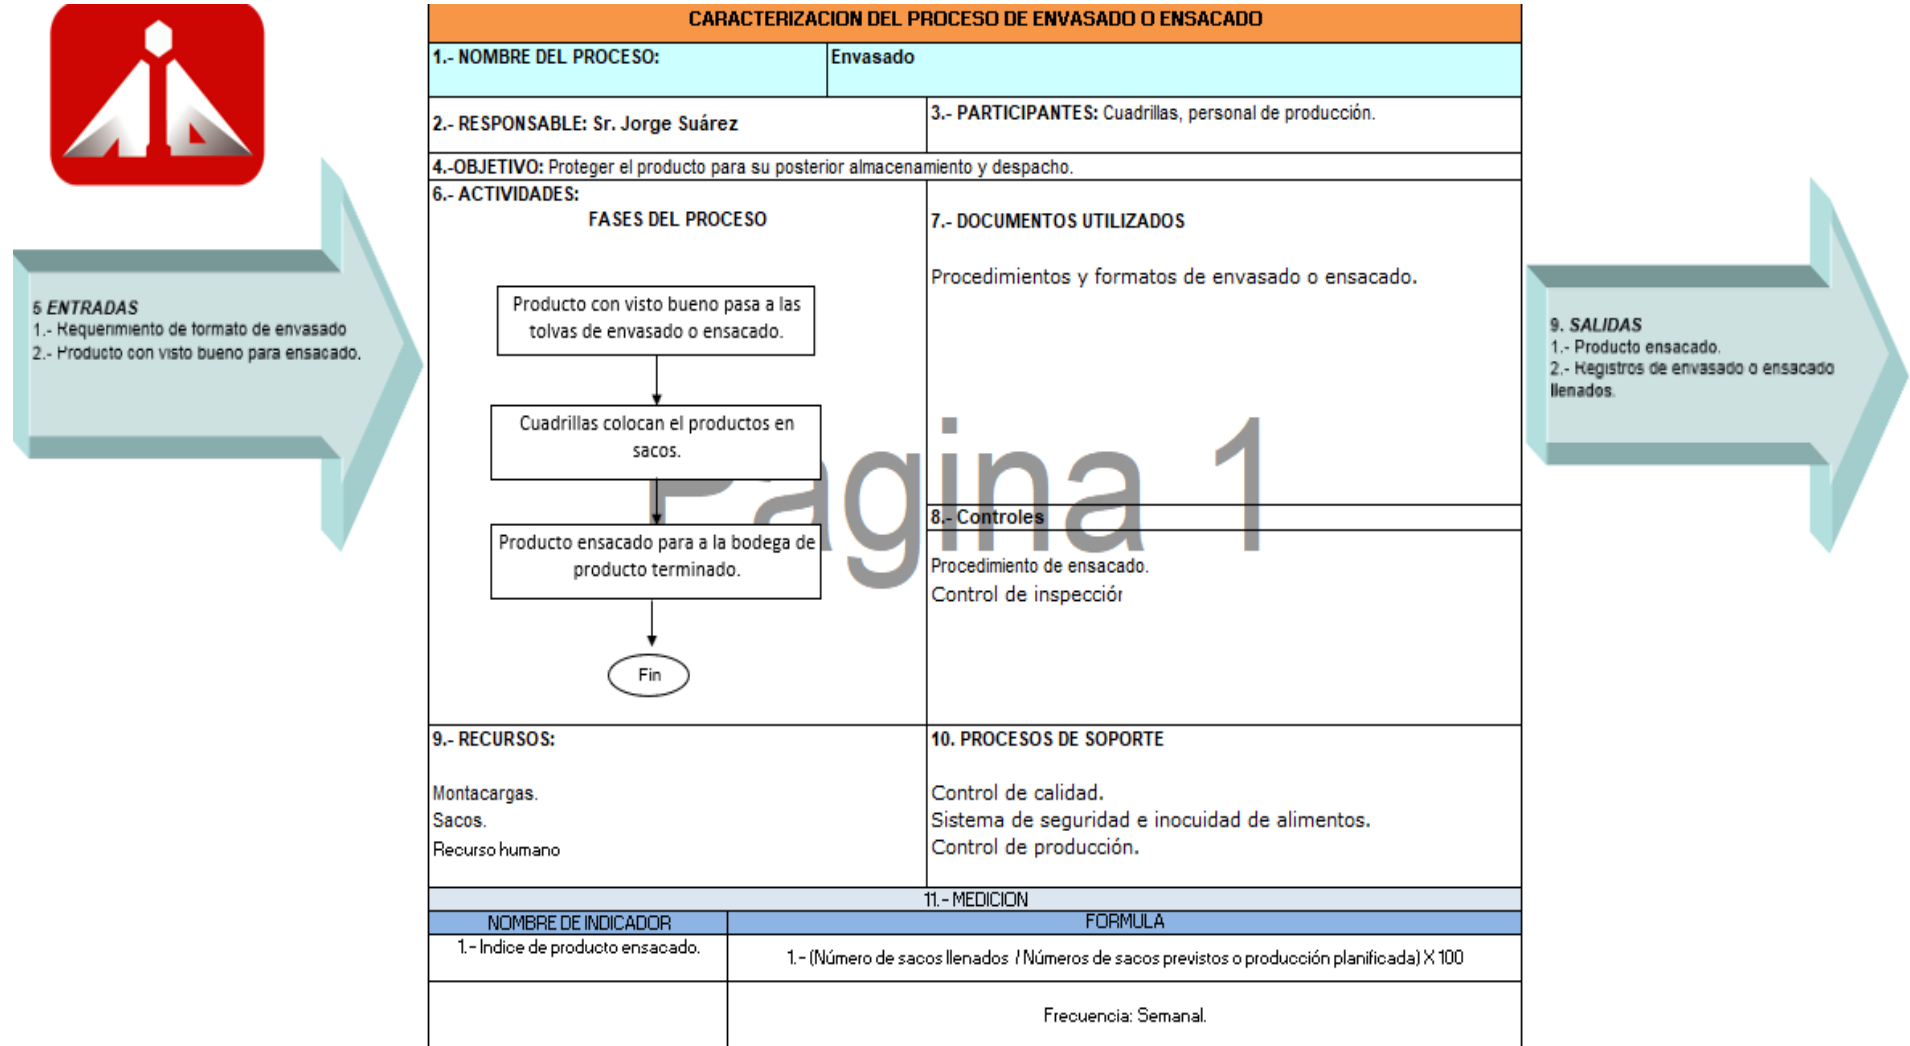 CARACTERIZACION DEL PROCESO DE ENVASADO O ENSACADO
1.- NOMBRE DEL PROCESO:
Envasado
2.- RESPONSABLE: Sr. Jorge Suárez
3.- PARTICIPANTES: Cuadrillas, personal de producción.
4.-OBJETIVO: Proteger el producto para su posterior almacenamiento y despacho.
5 ENTRADAS
1.- Requerimiento de formato de envasado
2.- Producto con visto bueno para ensacado.
6.- ACTIVIDADES:
FASES DEL PROCESO
Producto con visto bueno pasa a las
tolvas de envasado o ensacado.
Cuadrillas colocan el productos en
sacos.
Producto ensacado para a la bodega de
producto terminado.
Fin
7.- DOCUMENTOS UTILIZADOS
Procedimientos y formatos de envasado o ensacado.
Pagina 1
8.- Controles
Procedimiento de ensacado.
Control de inspección
9. SALIDAS
1.- Producto ensacado.
2.- Registros de envasado o ensacado
llenados.
9.- RECURSOS:
Montacargas.
Sacos.
Recurso humano
10. PROCESOS DE SOPORTE
Control de calidad.
Sistema de seguridad e inocuidad de alimentos.
Control de producción.
11.- MEDICION
NOMBRE DE INDICADOR
FORMULA
1.- Indice de producto ensacado.
1.- (Número de sacos llenados / Números de sacos previstos o producción planificada) X 100
Frecuencia: Semanal.